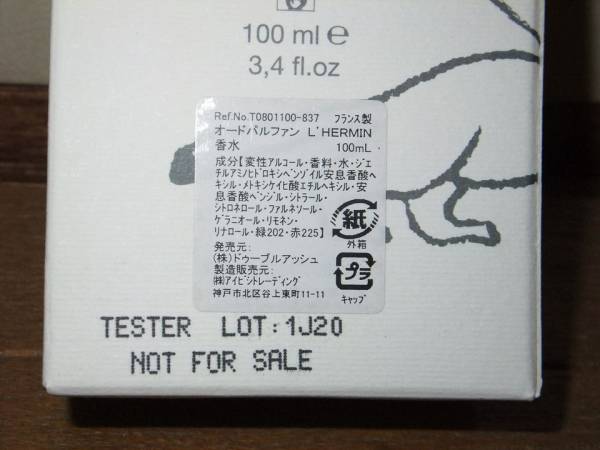 100 ml ℮
3,4 fl.oz
Ref.No.T0801100-837 フランス製
オードパルファン L'HERMIN
香水 100mL
成分【変性アルコール・香料・水・ジエ
チルアミノヒドロキシベンゾイル安息香酸ヘ
キシル・メトキシケイヒ酸エチルヘキシル・安
息香酸ベンジル・シトラール・
シトロネロール・ファルネソール・
ゲラニオール・リモネン・
リナロール・緑202・赤225】
紙
外箱
発売元:
(株)ドゥーブルアッシュ
製造販売元:
㈱アイビシトレーディング
神戸市北区谷上東町11-11
プラ
キャップ
TESTER LOT:1J20
NOT FOR SALE